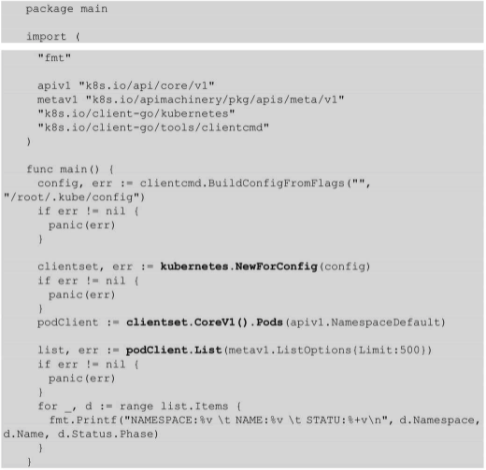 package main
import (
"fmt"
apiv1 "k8s.io/api/core/v1"
metav1 "k8s.io/apimachinery/pkg/apis/meta/v1"
"k8s.io/client-go/kubernetes"
"k8s.io/client-go/tools/clientcmd"
)
func main() {
config, err := clientcmd.BuildConfigFromFlags("",
"/root/.kube/config")
if err != nil {
panic(err)
}
clientset, err := kubernetes.NewForConfig(config)
if err != nil {
panic(err)
}
podClient := clientset.CoreV1().Pods(apiv1.NamespaceDefault)
list, err := podClient.List(metav1.ListOptions{Limit:500})
if err != nil {
panic(err)
}
for _, d := range list.Items {
fmt.Printf("NAMESPACE:%v \t NAME:%v \t STATU:%+v\n", d.Namespace,
d.Name, d.Status.Phase)
}
}